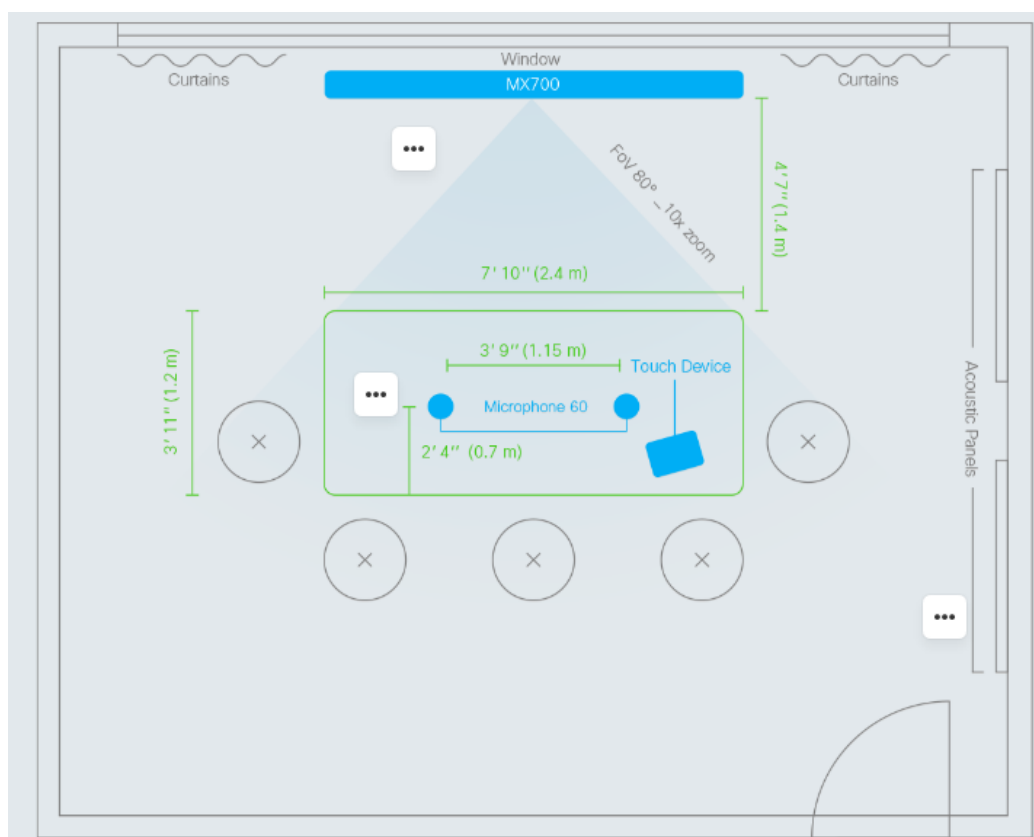 Window
Curtains
MX700
Curtains
FoV 80° _ 10x zoom
4' 7'' (1.4 m)
7' 10'' (2.4 m)
3' 9'' (1.15 m)
Touch Device
3' 11'' (1.2 m)
Microphone 60
2' 4'' (0.7 m)
Acoustic Panels